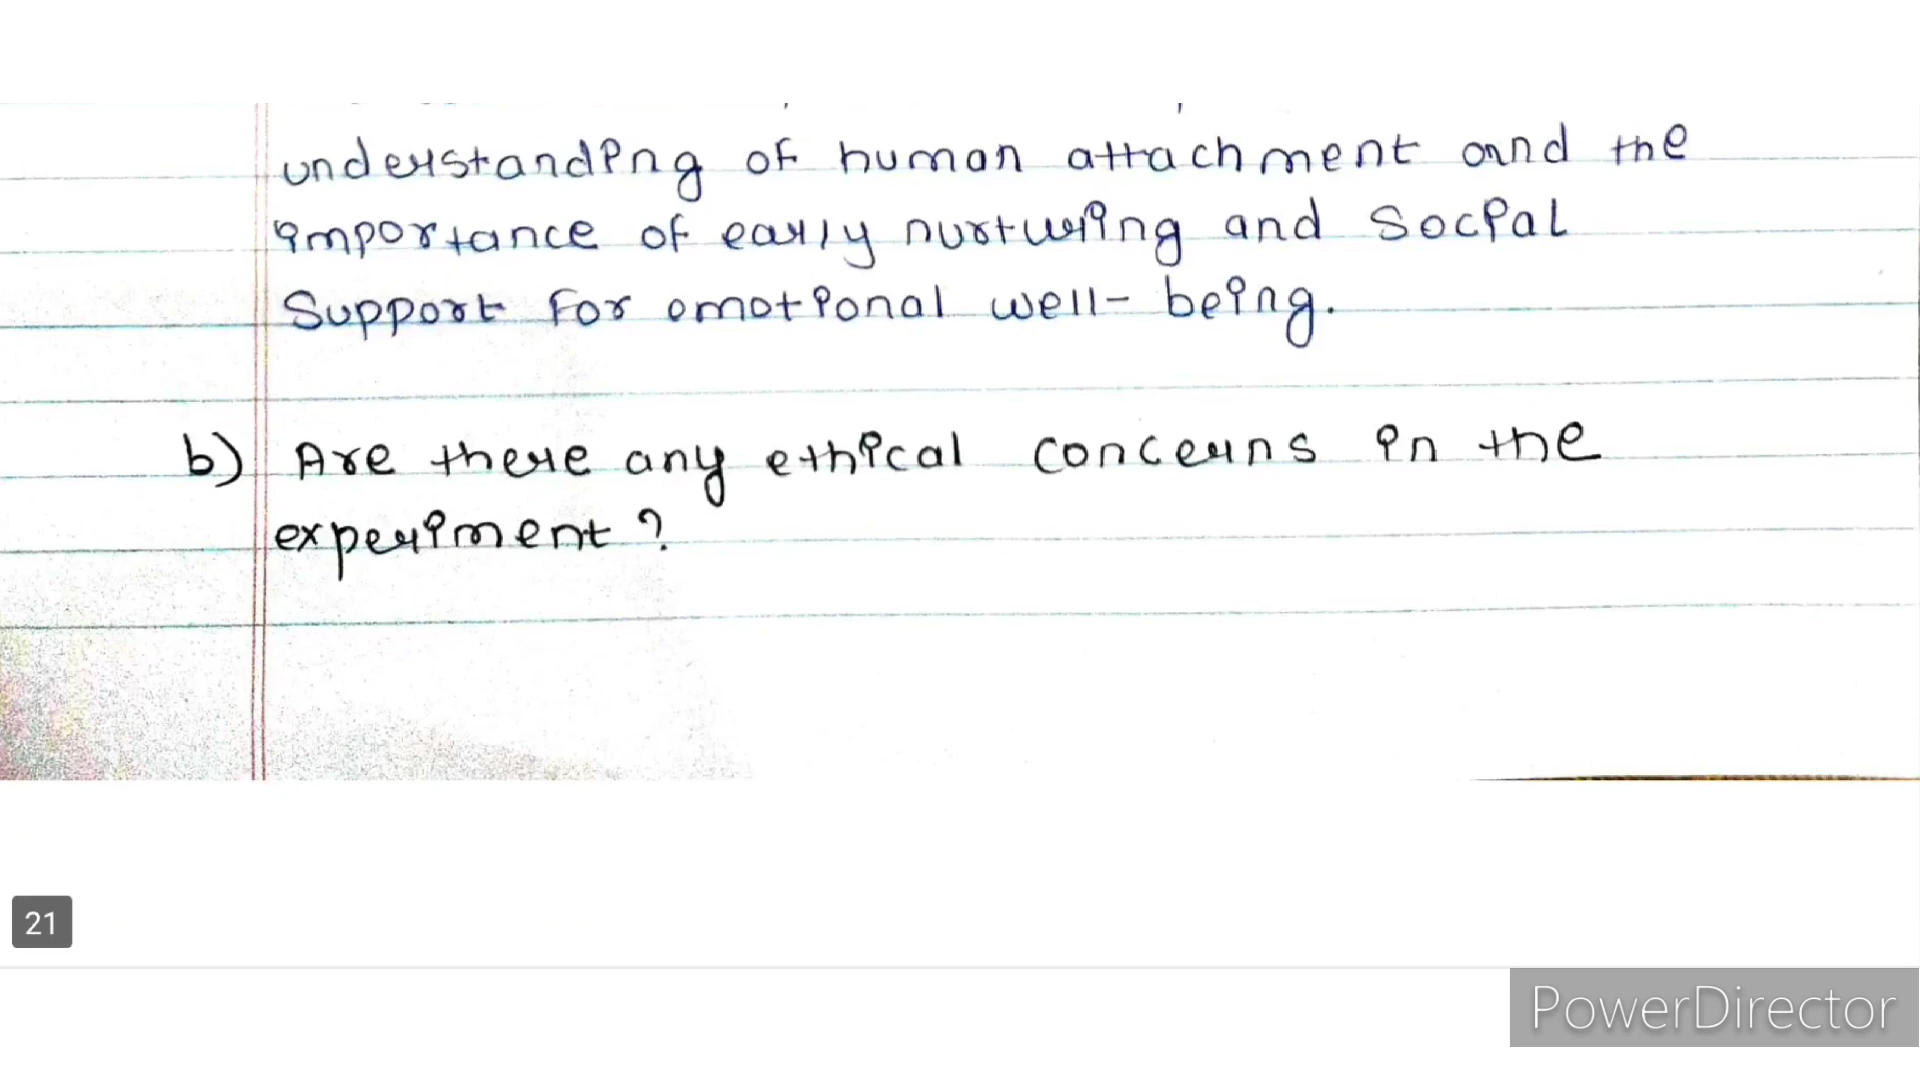 understanding of human attachment and the
importance of early nurturing and social
Support for emotional well- being.
b) Are there any ethical concerns in the
experiment ?
21
PowerDirector